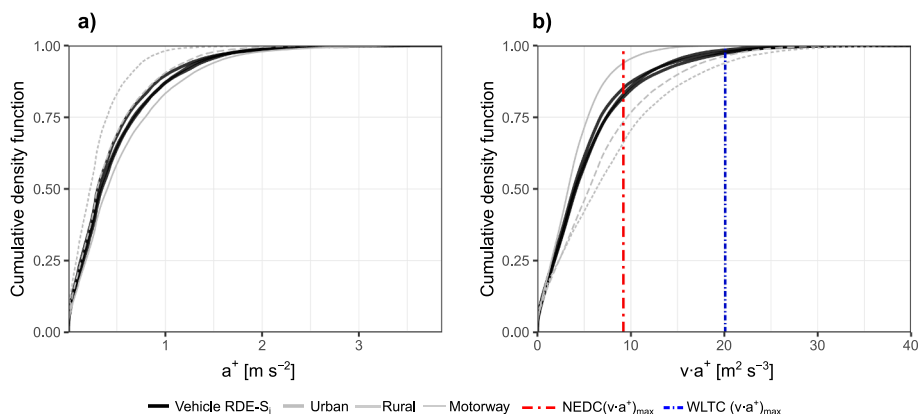 a)
b)
Cumulative density function
1.00
0.75
0.50
0.25
0.00
1
2
3
a⁺ [m s⁻²]
Cumulative density function
1.00
0.75
0.50
0.25
0.00
0
10
20
30
40
v·a⁺ [m² s⁻³]
Vehicle RDE-Sᵢ Urban Rural Motorway NEDC(v·a⁺)max WLTC (v·a⁺)max